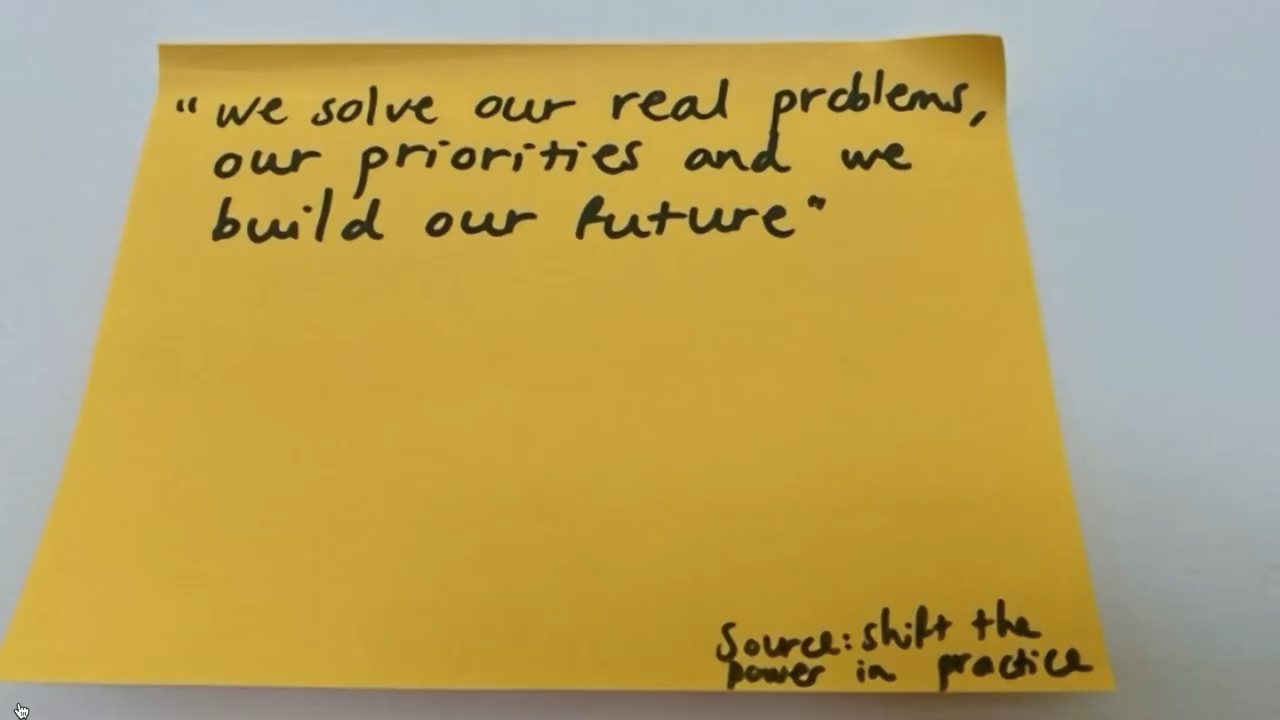 "we solve our real problems,
our priorities and we
build our future"
Source: shift the
power in practice